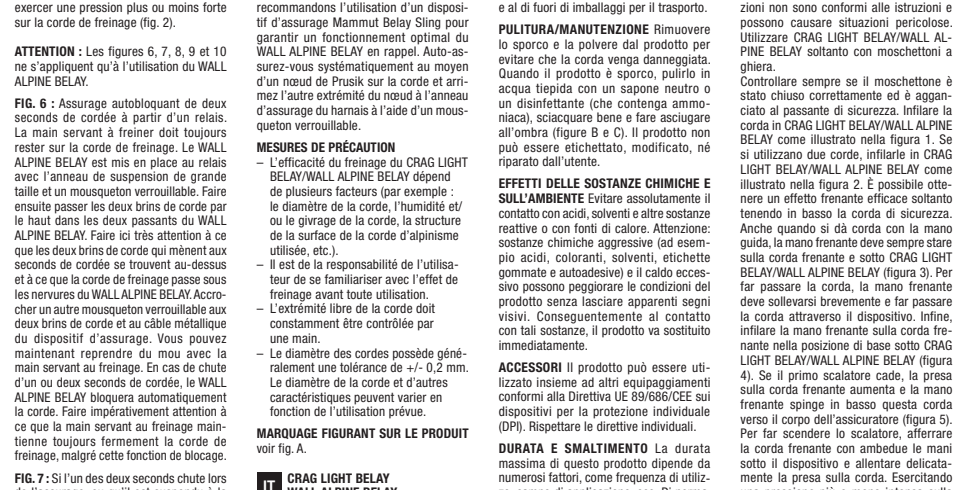 exercer une pression plus ou moins forte
sur la corde de freinage (fig. 2).
ATTENTION : Les figures 6, 7, 8, 9 et 10
ne s'appliquent qu'à l'utilisation du WALL
ALPINE BELAY.
FIG. 6 : Assurage autobloquant de deux
seconds de cordée à partir d'un relais.
La main servant à freiner doit toujours
rester sur la corde de freinage. Le WALL
ALPINE BELAY est mis en place au relais
avec l'anneau de suspension de grande
taille et un mousqueton verrouillable. Faire
ensuite passer les deux brins de corde par
le haut dans les deux passants du WALL
ALPINE BELAY. Faire ici très attention à ce
que les deux brins de corde qui mènent aux
seconds de cordée se trouvent au-dessus
et à ce que la corde de freinage passe sous
les nervures du WALL ALPINE BELAY. Accro-
cher un autre mousqueton verrouillable aux
deux brins de corde et au câble métallique
du dispositif d'assurage. Vous pouvez
maintenant reprendre du mou avec la
main servant au freinage. En cas de chute
d'un ou deux seconds de cordée, le WALL
ALPINE BELAY bloquera automatiquement
la corde. Faire impérativement attention à
ce que la main servant au freinage main-
tienne toujours fermement la corde de
freinage, malgré cette fonction de blocage.
FIG. 7 : Si l'un des deux seconds chute lors
recommandons l'utilisation d'un disposi-
tif d'assurage Mammut Belay Sling pour
garantir un fonctionnement optimal du
WALL ALPINE BELAY en rappel. Auto-as-
surez-vous systématiquement au moyen
d'un nœud de Prusik sur la corde et arri-
mez l'autre extrémité du nœud à l'anneau
d'assurage du harnais à l'aide d'un mous-
queton verrouillable.
MESURES DE PRÉCAUTION
– L'efficacité du freinage du CRAG LIGHT
BELAY/WALL ALPINE BELAY dépend
de plusieurs facteurs (par exemple :
le diamètre de la corde, l'humidité et/
ou le givrage de la corde, la structure
de la surface de la corde d'alpinisme
utilisée, etc.).
– Il est de la responsabilité de l'utilisa-
teur de se familiariser avec l'effet de
freinage avant toute utilisation.
– L'extrémité libre de la corde doit
constamment être contrôlée par
une main.
– Le diamètre des cordes possède géné-
ralement une tolérance de +/- 0,2 mm.
Le diamètre de la corde et d'autres
caractéristiques peuvent varier en
fonction de l'utilisation prévue.
MARQUAGE FIGURANT SUR LE PRODUIT
voir fig. A.
IT CRAG LIGHT BELAY
WALL ALPINE BELAY
e al di fuori di imballaggi per il trasporto.
PULITURA/MANUTENZIONE Rimuovere
lo sporco e la polvere dal prodotto per
evitare che la corda venga danneggiata.
Quando il prodotto è sporco, pulirlo in
acqua tiepida con un sapone neutro o
un disinfettante (che contenga ammo-
niaca), sciacquare bene e fare asciugare
all'ombra (figure B e C). Il prodotto non
può essere etichettato, modificato, né
riparato dall'utente.
EFFETTI DELLE SOSTANZE CHIMICHE E
SULL'AMBIENTE Evitare assolutamente il
contatto con acidi, solventi e altre sostanze
reattive o con fonti di calore. Attenzione:
sostanze chimiche aggressive (ad esem-
pio acidi, coloranti, solventi, etichette
gommate e autoadesive) e il caldo ecces-
sivo possono peggiorare le condizioni del
prodotto senza lasciare apparenti segni
visivi. Conseguentemente al contatto
con tali sostanze, il prodotto va sostituito
immediatamente.
ACCESSORI Il prodotto può essere uti-
lizzato insieme ad altri equipaggiamenti
conformi alla Direttiva UE 89/686/CEE sui
dispositivi per la protezione individuale
(DPI). Rispettare le direttive individuali.
DURATA E SMALTIMENTO La durata
massima di questo prodotto dipende da
numerosi fattori, come frequenza di utiliz-
zioni non sono conformi alle istruzioni e
possono causare situazioni pericolose.
Utilizzare CRAG LIGHT BELAY/WALL AL-
PINE BELAY soltanto con moschettoni a
ghiera.
Controllare sempre se il moschettone è
stato chiuso correttamente ed è aggan-
ciato al passante di sicurezza. Infilare la
corda in CRAG LIGHT BELAY/WALL ALPINE
BELAY come illustrato nella figura 1. Se
si utilizzano due corde, infilarle in CRAG
LIGHT BELAY/WALL ALPINE BELAY come
illustrato nella figura 2. È possibile otte-
nere un effetto frenante efficace soltanto
tenendo in basso la corda di sicurezza.
Anche quando si dà corda con la mano
guida, la mano frenante deve sempre stare
sulla corda frenante e sotto CRAG LIGHT
BELAY/WALL ALPINE BELAY (figura 3). Per
far passare la corda, la mano frenante
deve sollevarsi brevemente e far passare
la corda attraverso il dispositivo. Infine,
infilare la mano frenante sulla corda fre-
nante nella posizione di base sotto CRAG
LIGHT BELAY/WALL ALPINE BELAY (figura
4). Se il primo scalatore cade, la presa
sulla corda frenante aumenta e la mano
frenante spinge in basso questa corda
verso il corpo dell'assicuratore (figura 5).
Per far scendere lo scalatore, afferrare
la corda frenante con ambedue le mani
sotto il dispositivo e allentare delicata-
mente la presa sulla corda. Esercitando